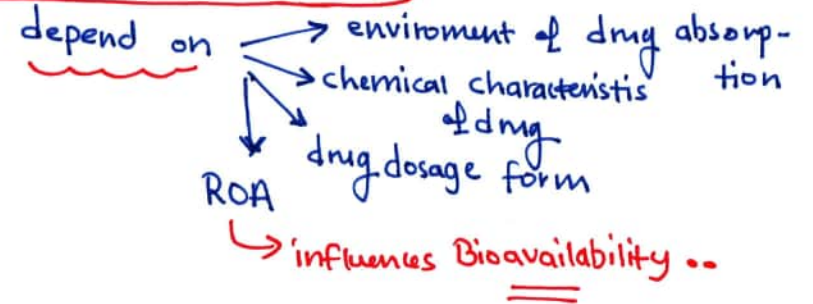 depend on
enviroment of drug absorp-
tion
chemical characteristis
of drug
drug dosage form
ROA
influences Bioavailability ..